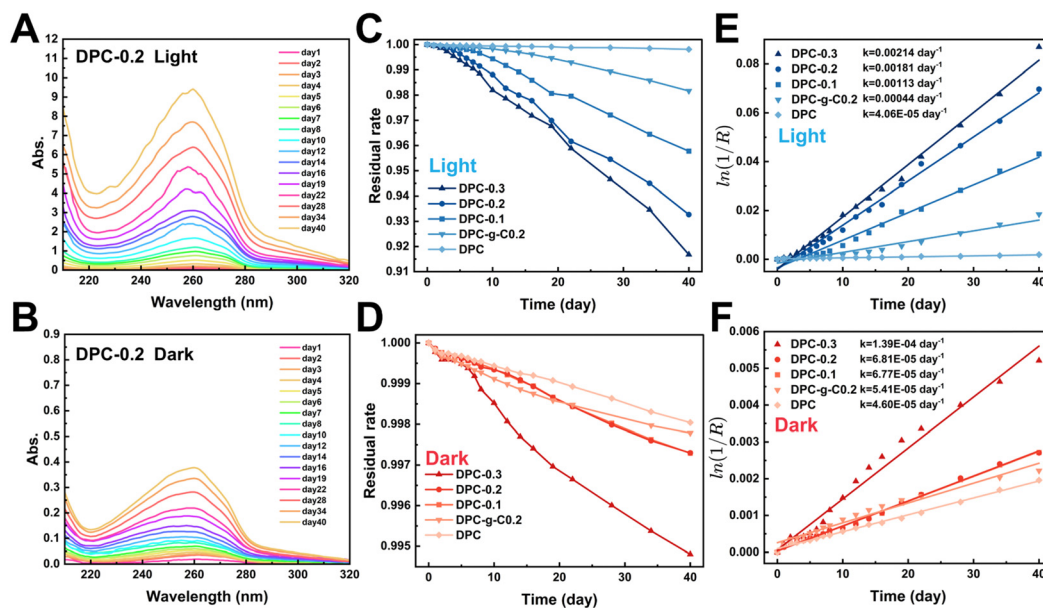 A
DPC-0.2 Light
day1
day2
day3
day4
day5
day6
day7
day8
day10
day12
day14
day16
day19
day22
day28
day34
day40
12
11
10
9
8
7
6
5
4
3
2
1
0
Abs.
220 240 260 280 300 320
Wavelength (nm)
B
DPC-0.2 Dark
day1
day2
day3
day4
day5
day6
day7
day8
day10
day12
day14
day16
day19
day22
day28
day34
day40
0.9
0.8
0.7
0.6
0.5
0.4
0.3
0.2
0.1
0.0
Abs.
220 240 260 280 300 320
Wavelength (nm)
C
1.00
0.99
0.98
0.97
0.96
0.95
0.94
0.93
0.92
0.91
Residual rate
Light
DPC-0.3
DPC-0.2
DPC-0.1
DPC-g-C0.2
DPC
0 5 10 15 20 25 30 35 40
Time (day)
D
1.000
0.999
0.998
0.997
0.996
0.995
Residual rate
Dark
DPC-0.3
DPC-0.2
DPC-0.1
DPC-g-C0.2
DPC
0 5 10 15 20 25 30 35 40
Time (day)
E
DPC-0.3 k=0.00214 day-1
DPC-0.2 k=0.00181 day-1
DPC-0.1 k=0.00113 day-1
DPC-g-C0.2 k=0.00044 day-1
DPC k=4.06E-05 day-1
Light
0.08
0.06
0.04
0.02
0.00
ln(1/R)
0 10 20 30 40
Time (day)
F
DPC-0.3 k=1.39E-04 day-1
DPC-0.2 k=6.81E-05 day-1
DPC-0.1 k=6.77E-05 day-1
DPC-g-C0.2 k=5.41E-05 day-1
DPC k=4.60E-05 day-1
Dark
0.006
0.005
0.004
0.003
0.002
0.001
0.000
ln(1/R)
0 10 20 30 40
Time (day)